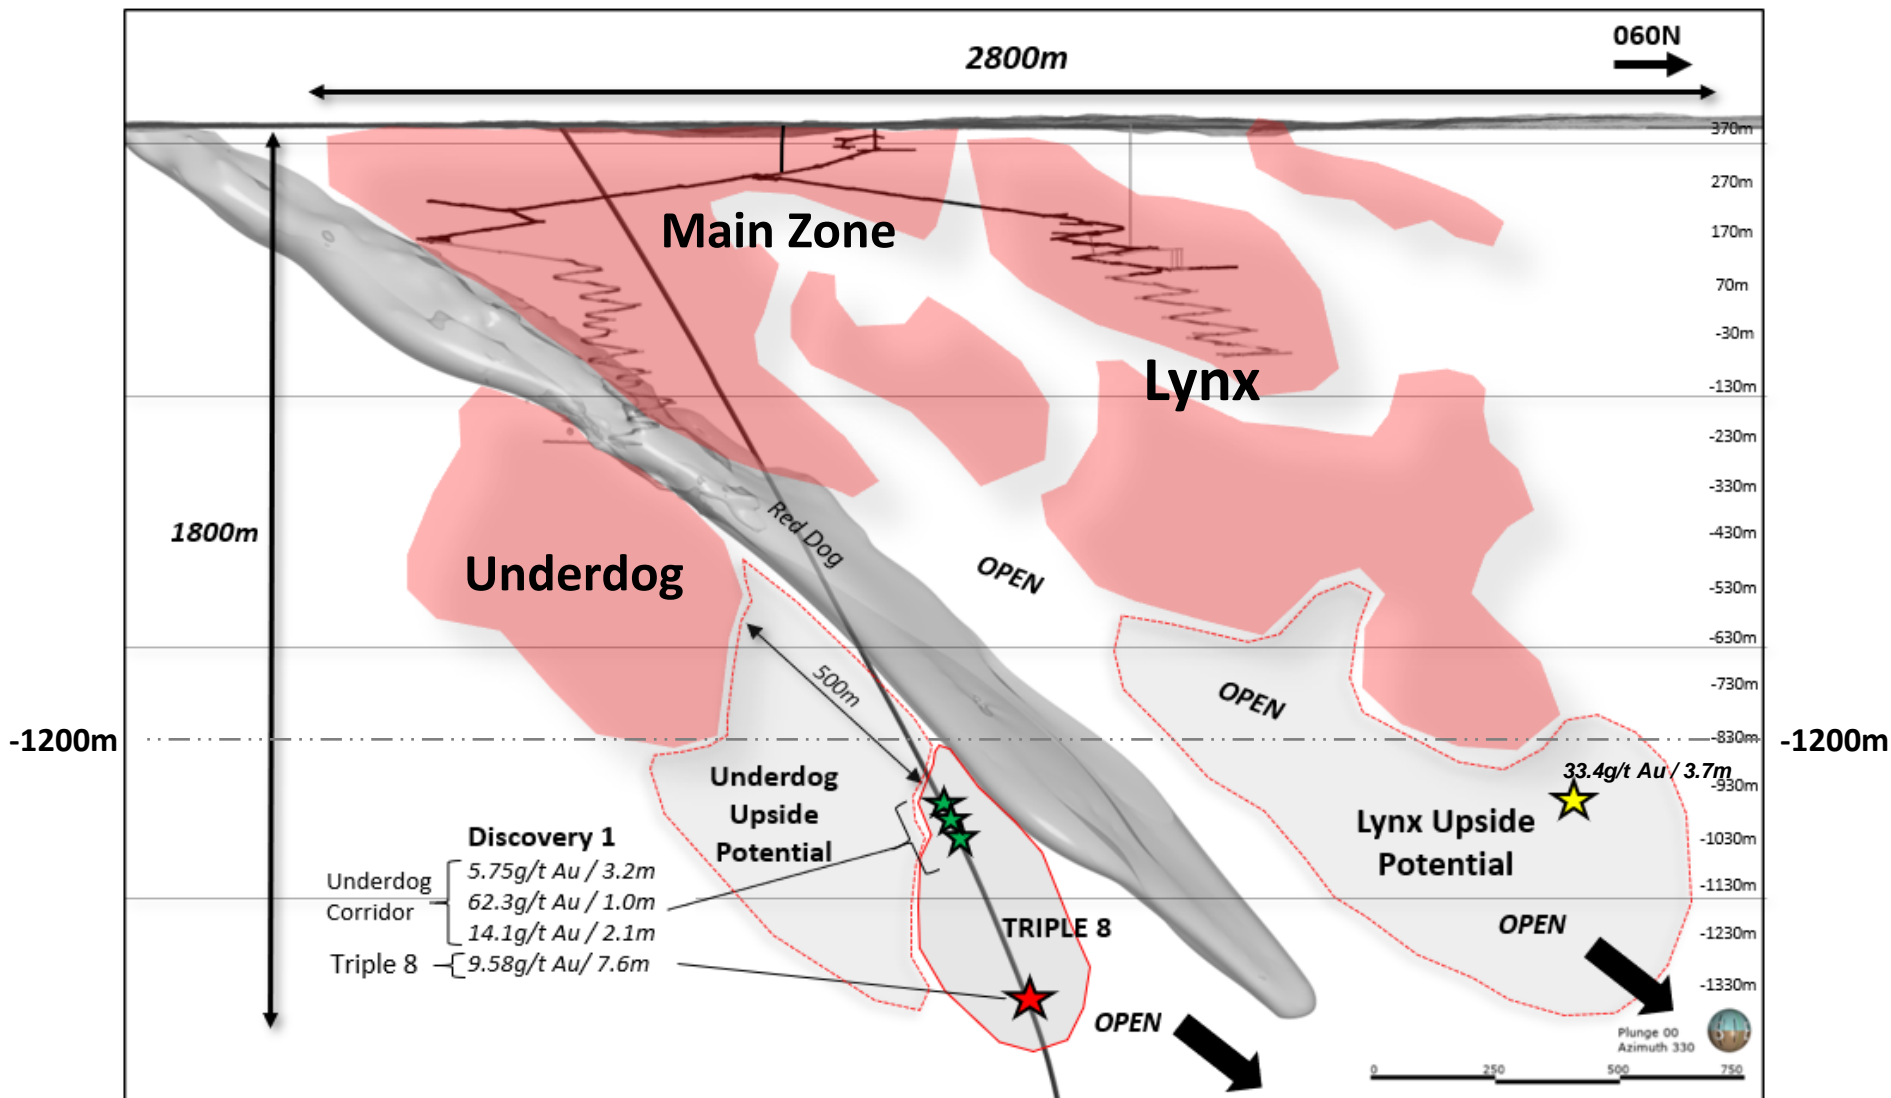 060N
2800m
370m
270m
170m
Main Zone
70m
-30m
Lynx
-130m
-230m
-330m
Red Dog
1800m
-430m
OPEN
Underdog
-530m
-630m
500m
-730m
OPEN
-1200m
-830m
-1200m
33.4g/t Au / 3.7m
-930m
Underdog
Upside
Potential
Lynx Upside
Potential
-1030m
Discovery 1
Underdog
Corridor
5.75g/t Au / 3.2m
62.3g/t Au / 1.0m
14.1g/t Au / 2.1m
Triple 8
9.58g/t Au/ 7.6m
-1130m
TRIPLE 8
OPEN
-1230m
-1330m
OPEN
Plunge 00
Azimuth 330
0 250 500 750